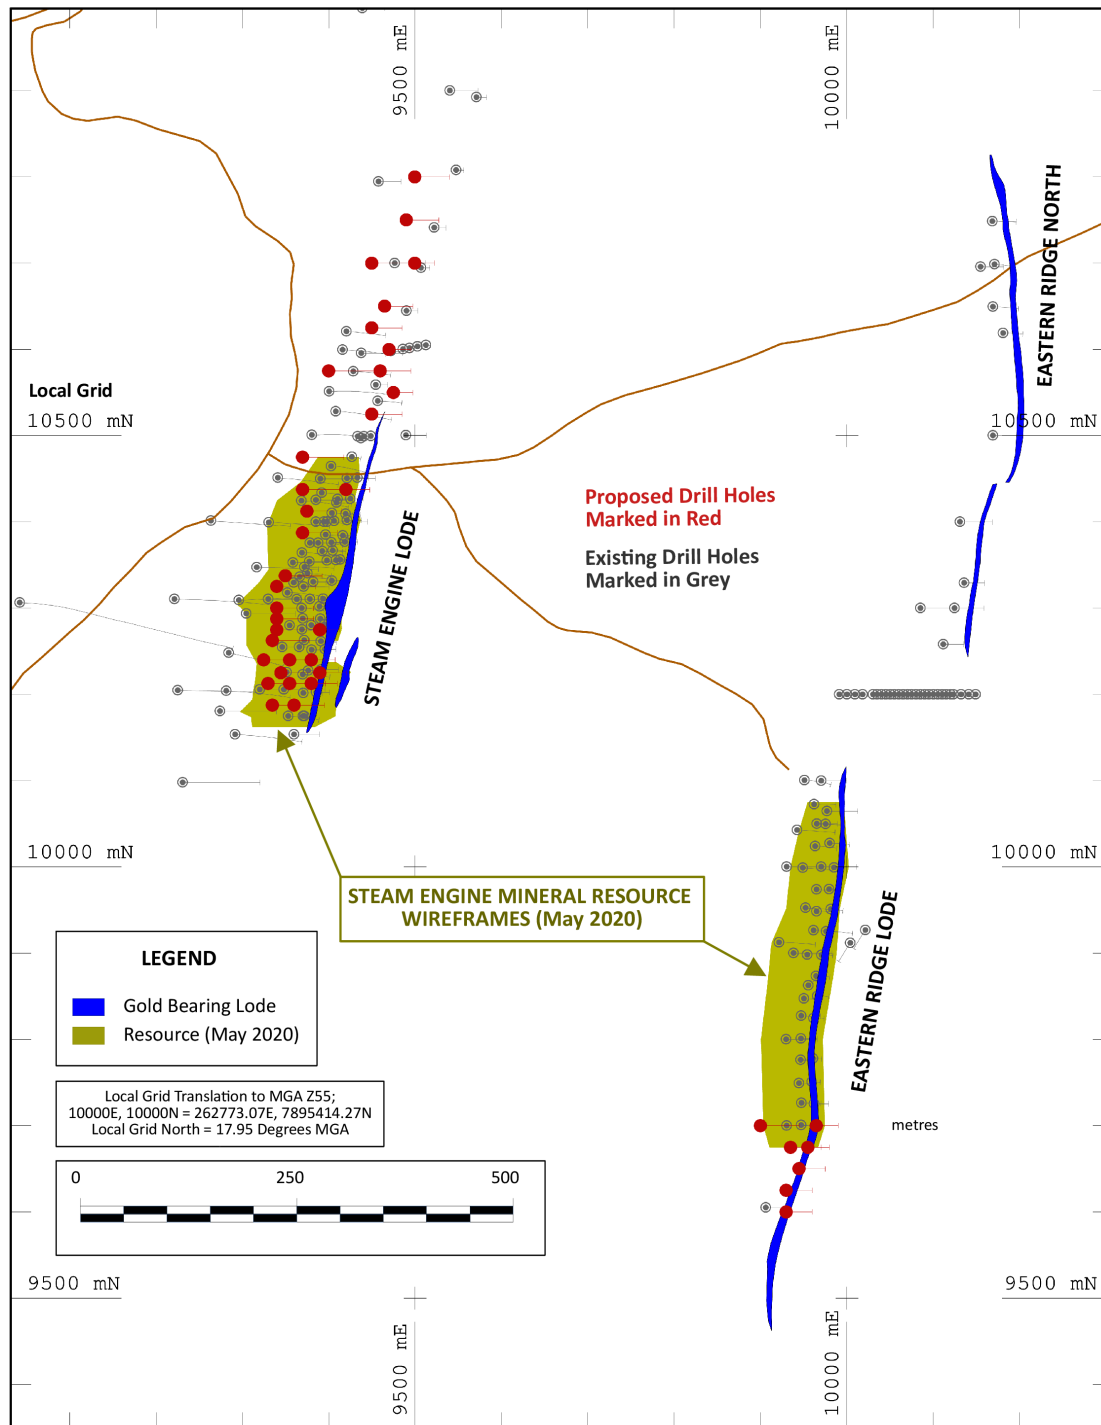 9500 mE
10000 mE
EASTERN RIDGE NORTH
Local Grid
10500 mN
10500 mN
Proposed Drill Holes
Marked in Red
Existing Drill Holes
Marked in Grey
STEAM ENGINE LODE
10000 mN
10000 mN
STEAM ENGINE MINERAL RESOURCE
WIREFRAMES (May 2020)
EASTERN RIDGE LODE
LEGEND
Gold Bearing Lode
Resource (May 2020)
Local Grid Translation to MGA Z55;
10000E, 10000N = 262773.07E, 7895414.27N
Local Grid North = 17.95 Degrees MGA
metres
0 250 500
9500 mN
9500 mN
9500 mE
10000 mE